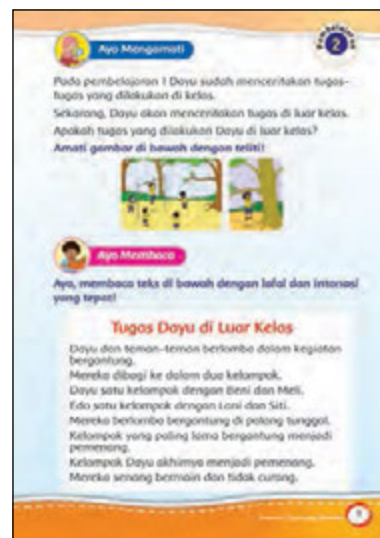 Pembelajaran
2
Ayo Mengamati
Pada pembelajaran 1 Dayu sudah menceritakan tugas-
tugas yang dilakukan di kelas.
Sekarang, Dayu akan menceritakan tugas di luar kelas.
Apakah tugas yang dilakukan Dayu di luar kelas?
Amati gambar di bawah dengan teliti!
Ayo Membaca
Ayo, membaca teks di bawah dengan lafal dan intonasi
yang tepat!
Tugas Dayu di Luar Kelas
Dayu dan teman-teman berlomba dalam kegiatan
bergantung.
Mereka dibagi ke dalam dua kelompok.
Dayu satu kelompok dengan Beni dan Meli.
Edo satu kelompok dengan Lani dan Siti.
Mereka berlomba bergantung di palang tunggal.
Kelompok yang paling lama bergantung menjadi
pemenang.
Kelompok Dayu akhirnya menjadi pemenang.
Mereka senang bermain dan tidak curang.